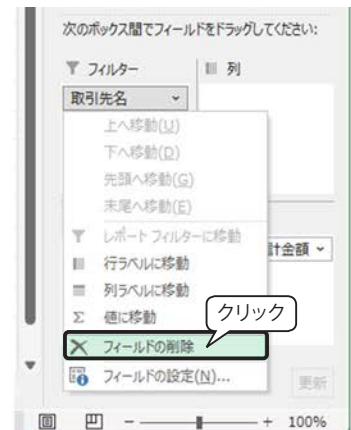 次のボックス間でフィールドをドラッグしてください:
フィルター
列
取引先名
上へ移動(U)
下へ移動(D)
先頭へ移動(G)
末尾へ移動(E)
レポート フィルターに移動
行ラベルに移動
計金額
列ラベルに移動
値に移動
クリック
フィールドの削除
フィールドの設定(N)...
更新
100%